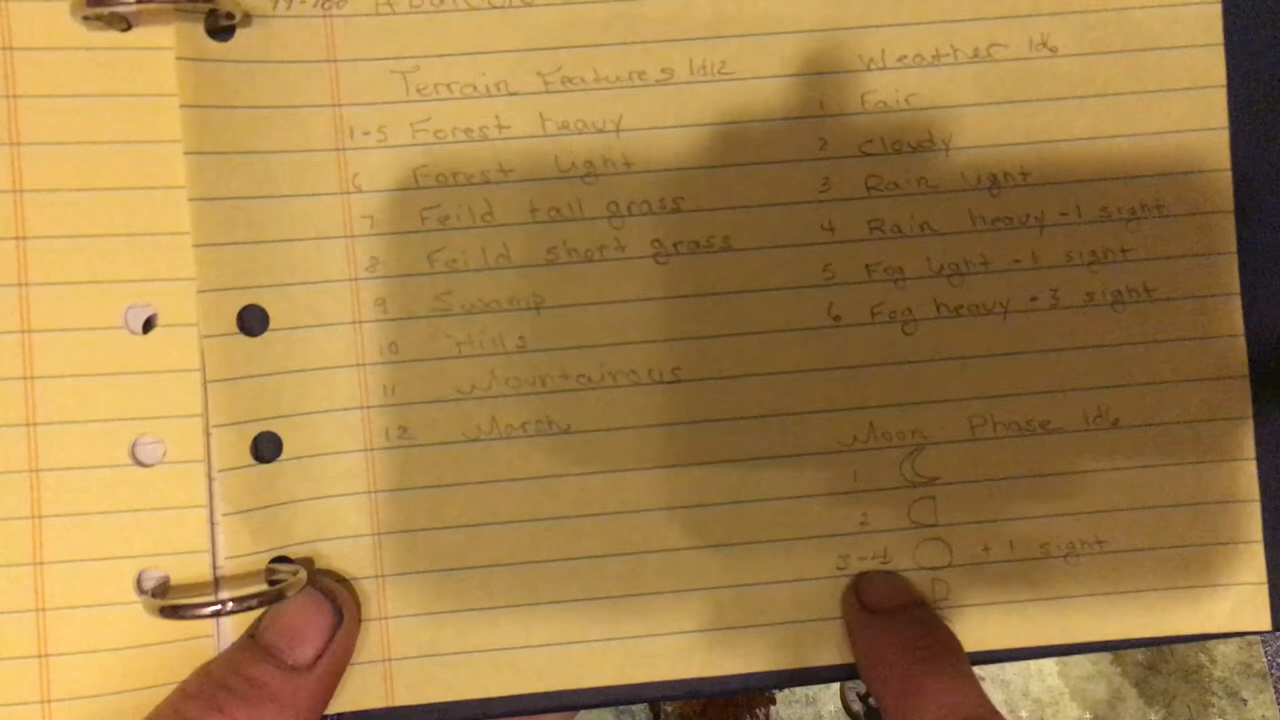 99-100
Terrain Features 1d12
1-5 Forest heavy
6 Forest light
7 Feild tall grass
8 Feild short grass
9 Swamp
10 Hills
11 Mountainous
12 Marsh
Weather 1d6
1 Fair
2 Cloudy
3 Rain light
4 Rain heavy -1 sight
5 Fog light -1 sight
6 Fog heavy -3 sight
Moon Phase 1d6
1
2
3-4 +1 sight